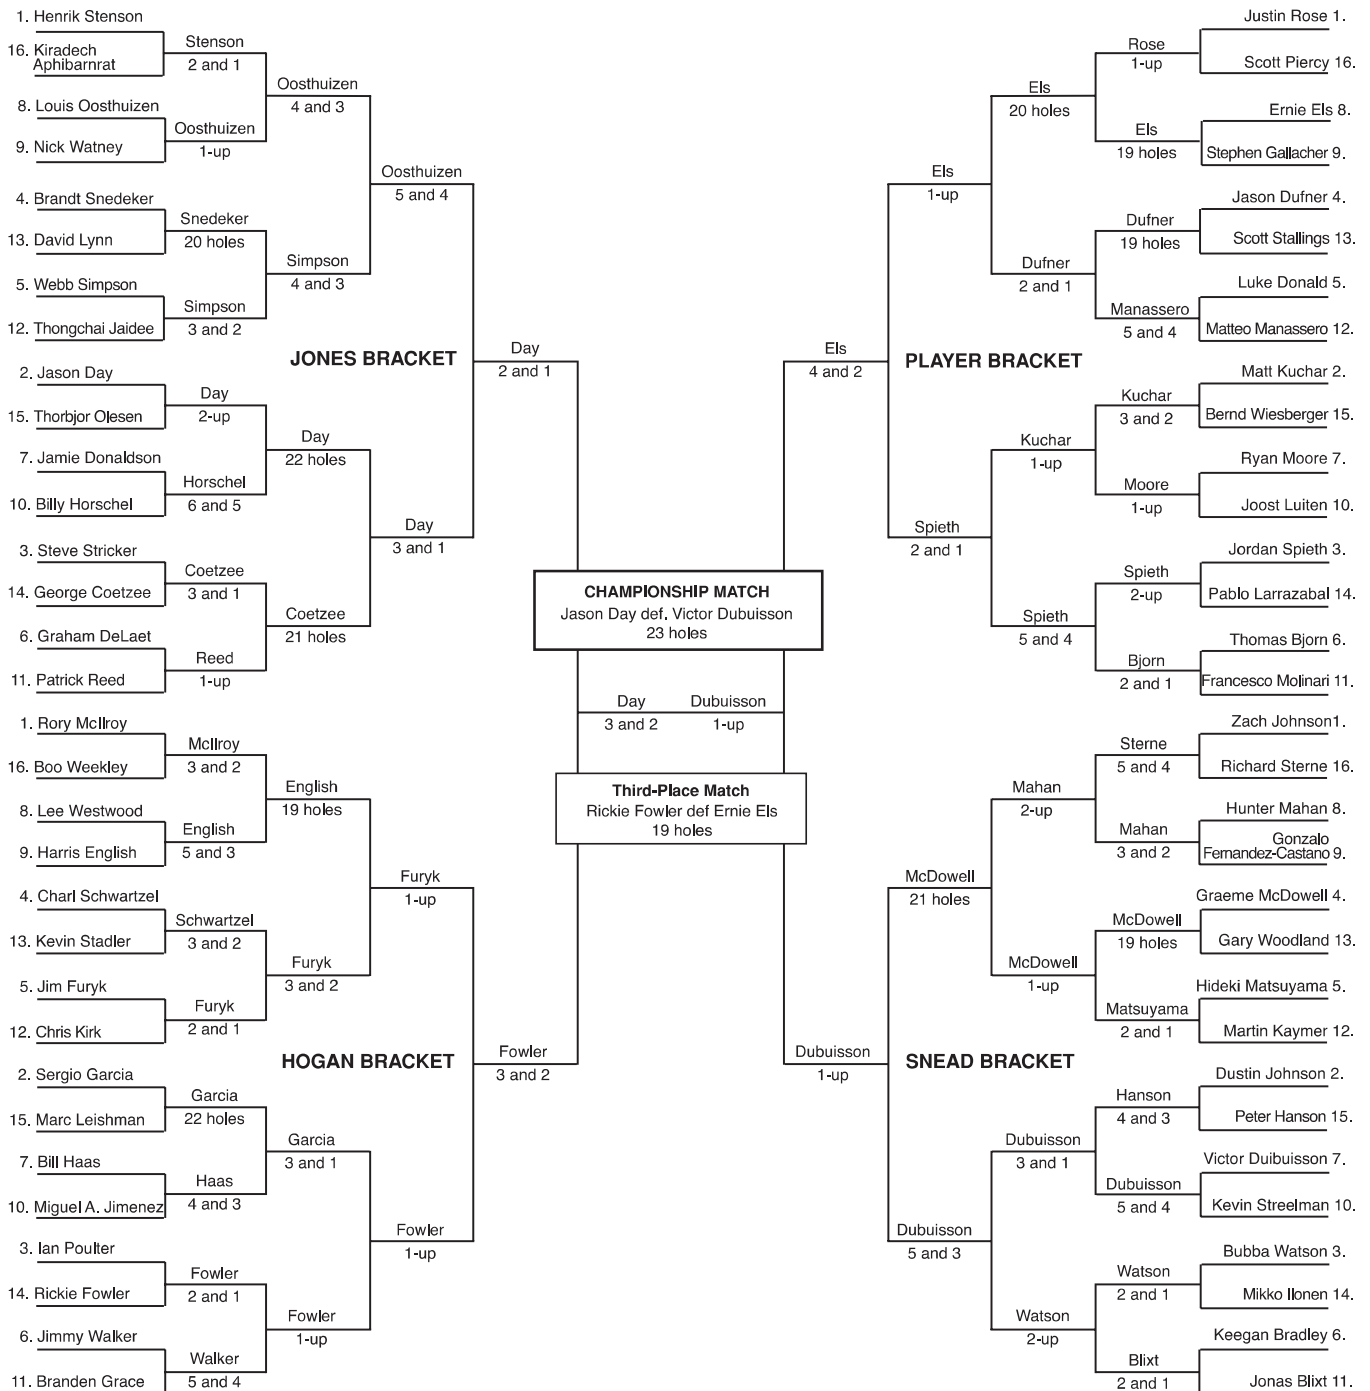 1. Henrik Stenson
16. Kiradech
Aphibarnrat
Stenson
2 and 1
8. Louis Oosthuizen
9. Nick Watney
Oosthuizen
1-up
Oosthuizen
4 and 3
4. Brandt Snedeker
13. David Lynn
Snedeker
20 holes
5. Webb Simpson
12. Thongchai Jaidee
Simpson
3 and 2
Simpson
4 and 3
Oosthuizen
5 and 4
JONES BRACKET
Day
2 and 1
2. Jason Day
15. Thorbjor Olesen
Day
2-up
7. Jamie Donaldson
10. Billy Horschel
Horschel
6 and 5
Day
22 holes
3. Steve Stricker
14. George Coetzee
Coetzee
3 and 1
6. Graham DeLaet
11. Patrick Reed
Reed
1-up
Coetzee
21 holes
Day
3 and 1
1. Rory McIlroy
16. Boo Weekley
McIlroy
3 and 2
8. Lee Westwood
9. Harris English
English
5 and 3
English
19 holes
4. Charl Schwartzel
13. Kevin Stadler
Schwartzel
3 and 2
5. Jim Furyk
12. Chris Kirk
Furyk
2 and 1
Furyk
3 and 2
Furyk
1-up
HOGAN BRACKET
Fowler
3 and 2
2. Sergio Garcia
15. Marc Leishman
Garcia
22 holes
7. Bill Haas
10. Miguel A. Jimenez
Haas
4 and 3
Garcia
3 and 1
3. Ian Poulter
14. Rickie Fowler
Fowler
2 and 1
6. Jimmy Walker
11. Branden Grace
Walker
5 and 4
Fowler
1-up
Fowler
1-up
CHAMPIONSHIP MATCH
Jason Day def. Victor Dubuisson
23 holes
Day
3 and 2
Dubuisson
1-up
Third-Place Match
Rickie Fowler def Ernie Els
19 holes
Justin Rose 1.
Scott Piercy 16.
Rose
1-up
Ernie Els 8.
Stephen Gallacher 9.
Els
19 holes
Els
20 holes
Jason Dufner 4.
Scott Stallings 13.
Dufner
19 holes
Luke Donald 5.
Matteo Manassero 12.
Manassero
5 and 4
Dufner
2 and 1
Els
1-up
Els
4 and 2
PLAYER BRACKET
Matt Kuchar 2.
Bernd Wiesberger 15.
Kuchar
3 and 2
Ryan Moore 7.
Joost Luiten 10.
Moore
1-up
Kuchar
1-up
Jordan Spieth 3.
Pablo Larrazabal 14.
Spieth
2-up
Thomas Bjorn 6.
Francesco Molinari 11.
Bjorn
2 and 1
Spieth
5 and 4
Spieth
2 and 1
Zach Johnson1.
Richard Sterne 16.
Sterne
5 and 4
Hunter Mahan 8.
Gonzalo
Fernandez-Castano 9.
Mahan
3 and 2
Mahan
2-up
Graeme McDowell 4.
Gary Woodland 13.
McDowell
19 holes
Hideki Matsuyama 5.
Martin Kaymer 12.
Matsuyama
2 and 1
McDowell
1-up
McDowell
21 holes
Dubuisson
1-up
SNEAD BRACKET
Dustin Johnson 2.
Peter Hanson 15.
Hanson
4 and 3
Victor Duibuisson 7.
Kevin Streelman 10.
Dubuisson
5 and 4
Dubuisson
3 and 1
Bubba Watson 3.
Mikko Ilonen 14.
Watson
2 and 1
Keegan Bradley 6.
Jonas Blixt 11.
Blixt
2 and 1
Watson
2-up
Dubuisson
5 and 3